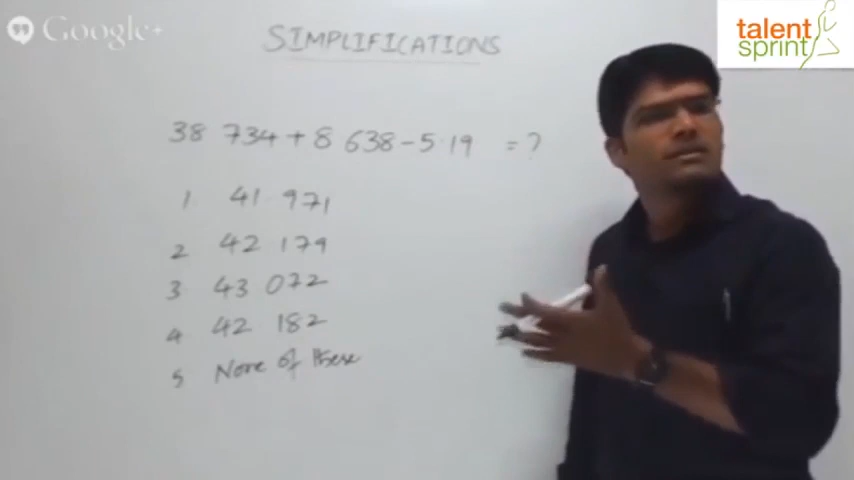 Google+
talent
sprint
SIMPLIFICATIONS
38 734 + 8 638 - 5.19 = ?
1 41 971
2 42 179
3 43 072
4 42 182
5 None of these